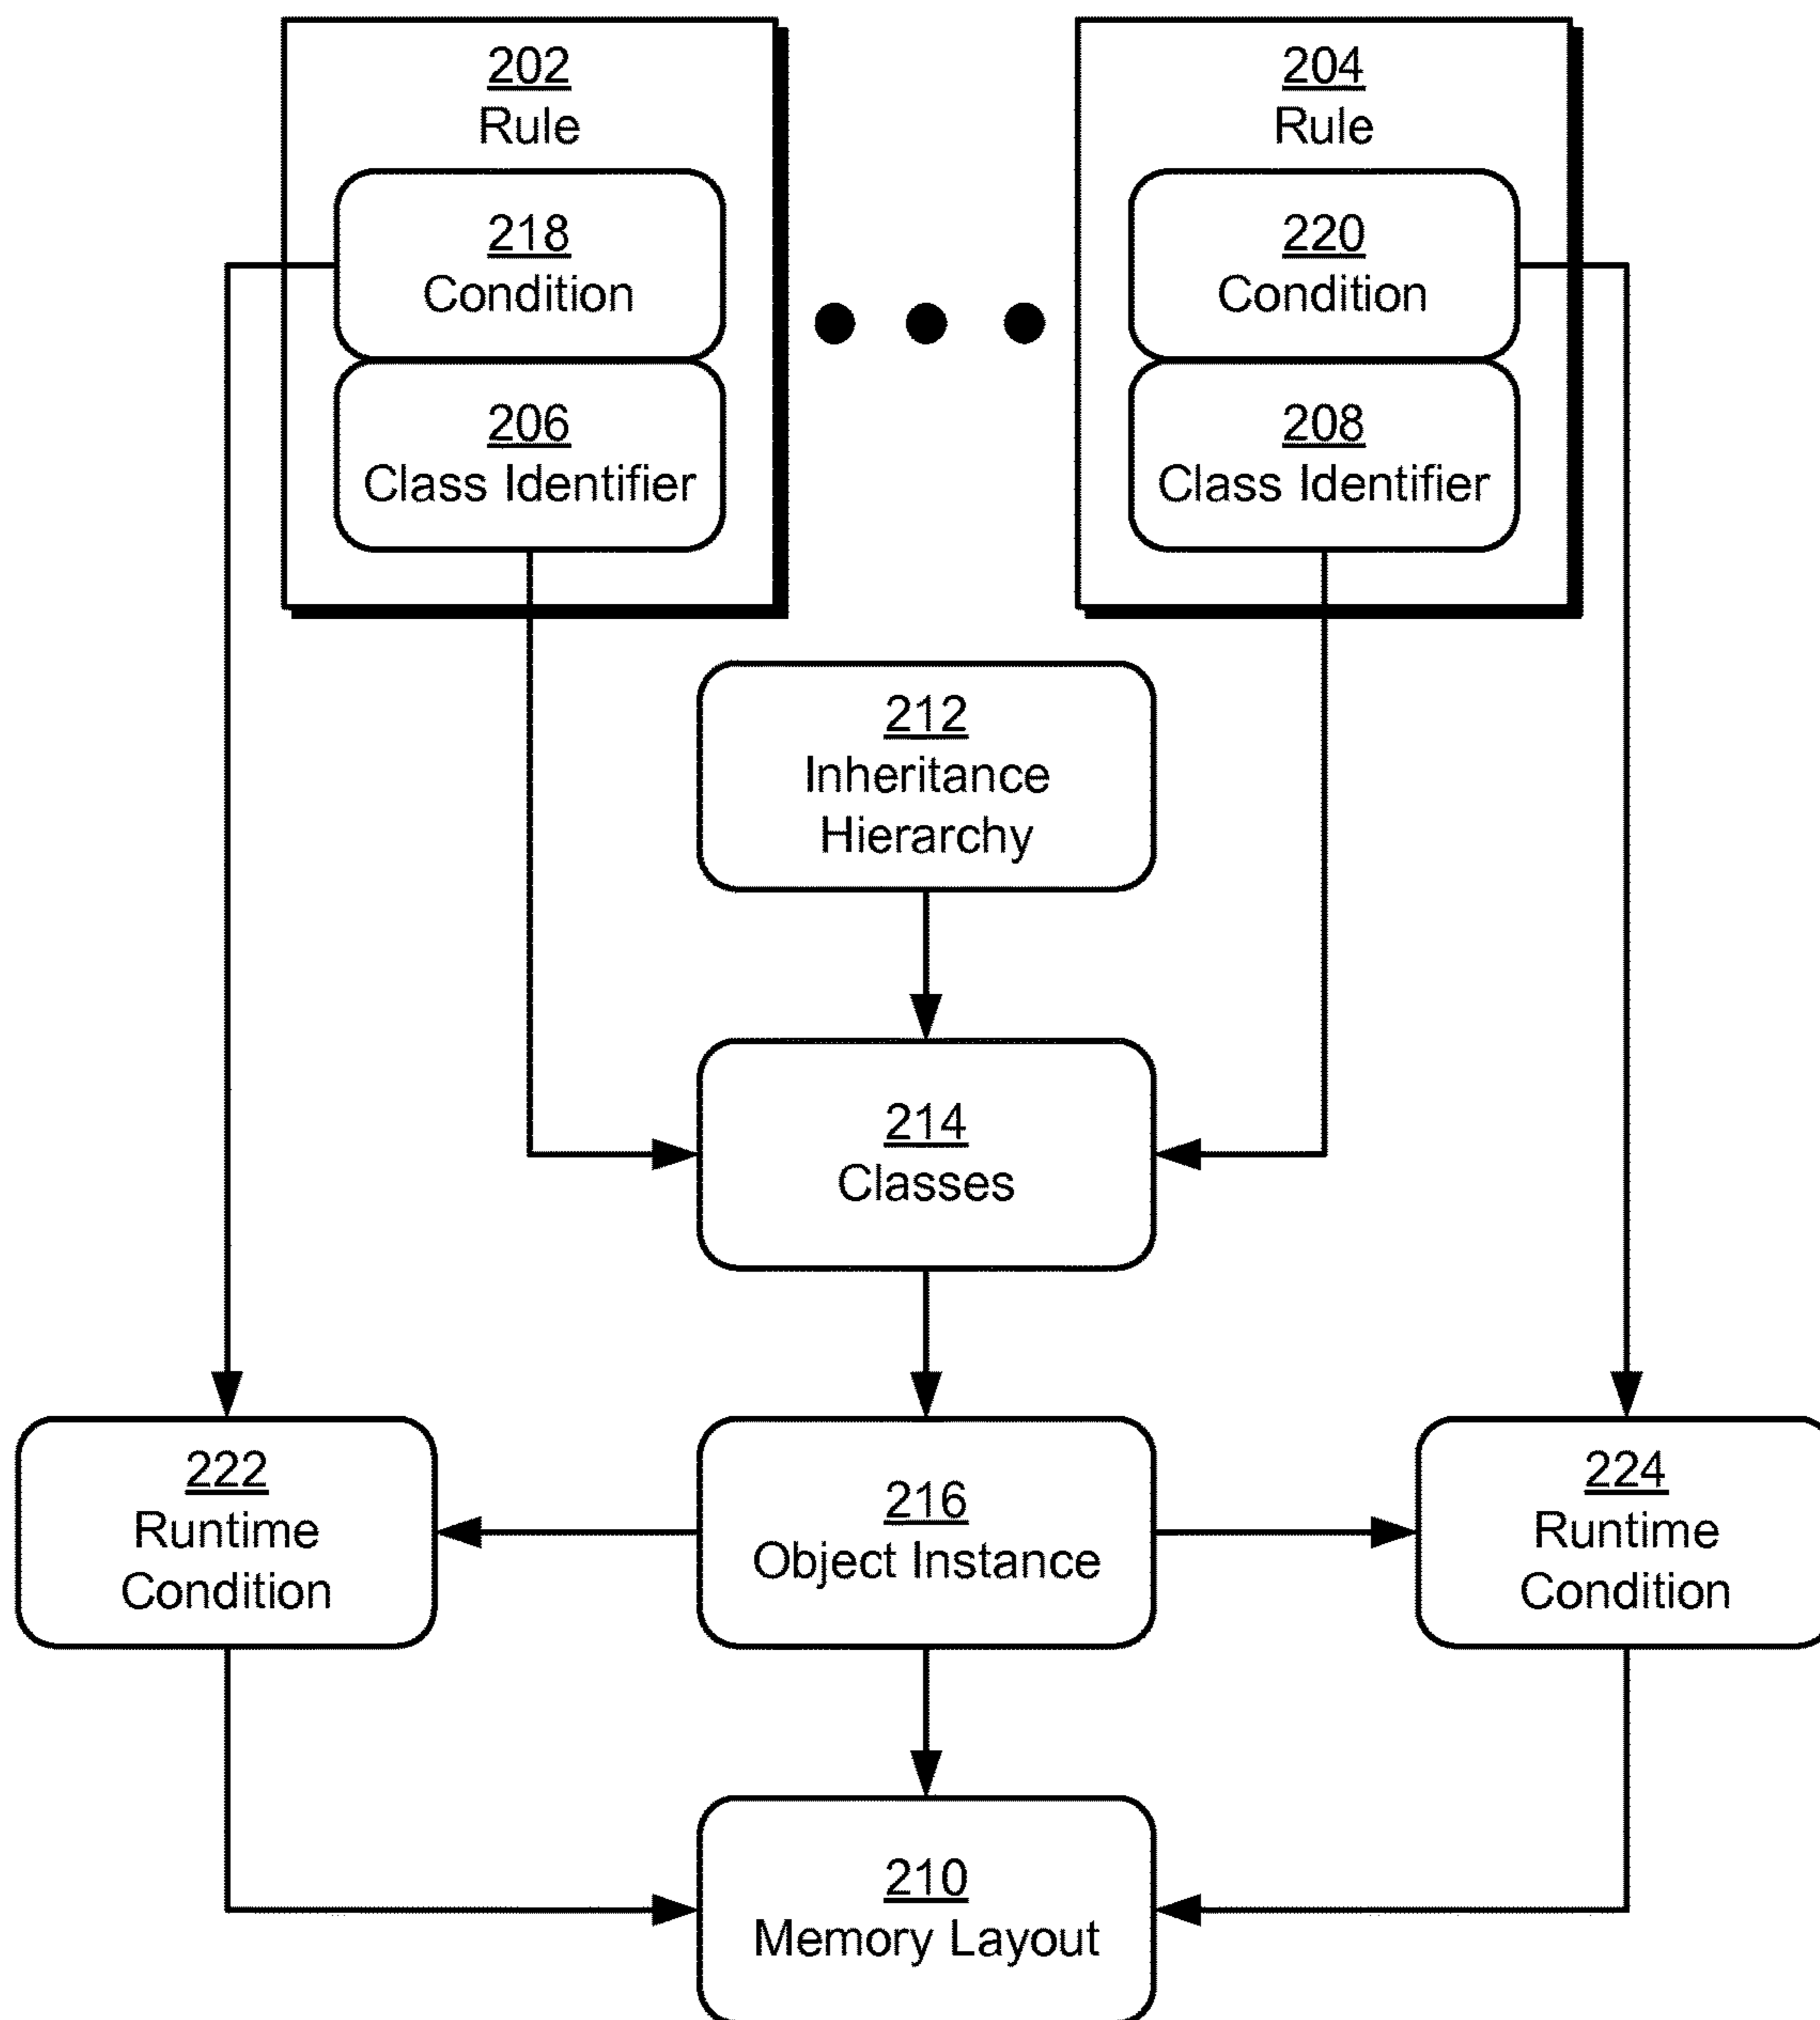 202
Rule
218
Condition
206
Class Identifier
204
Rule
220
Condition
208
Class Identifier
212
Inheritance
Hierarchy
214
Classes
222
Runtime
Condition
216
Object Instance
224
Runtime
Condition
210
Memory Layout